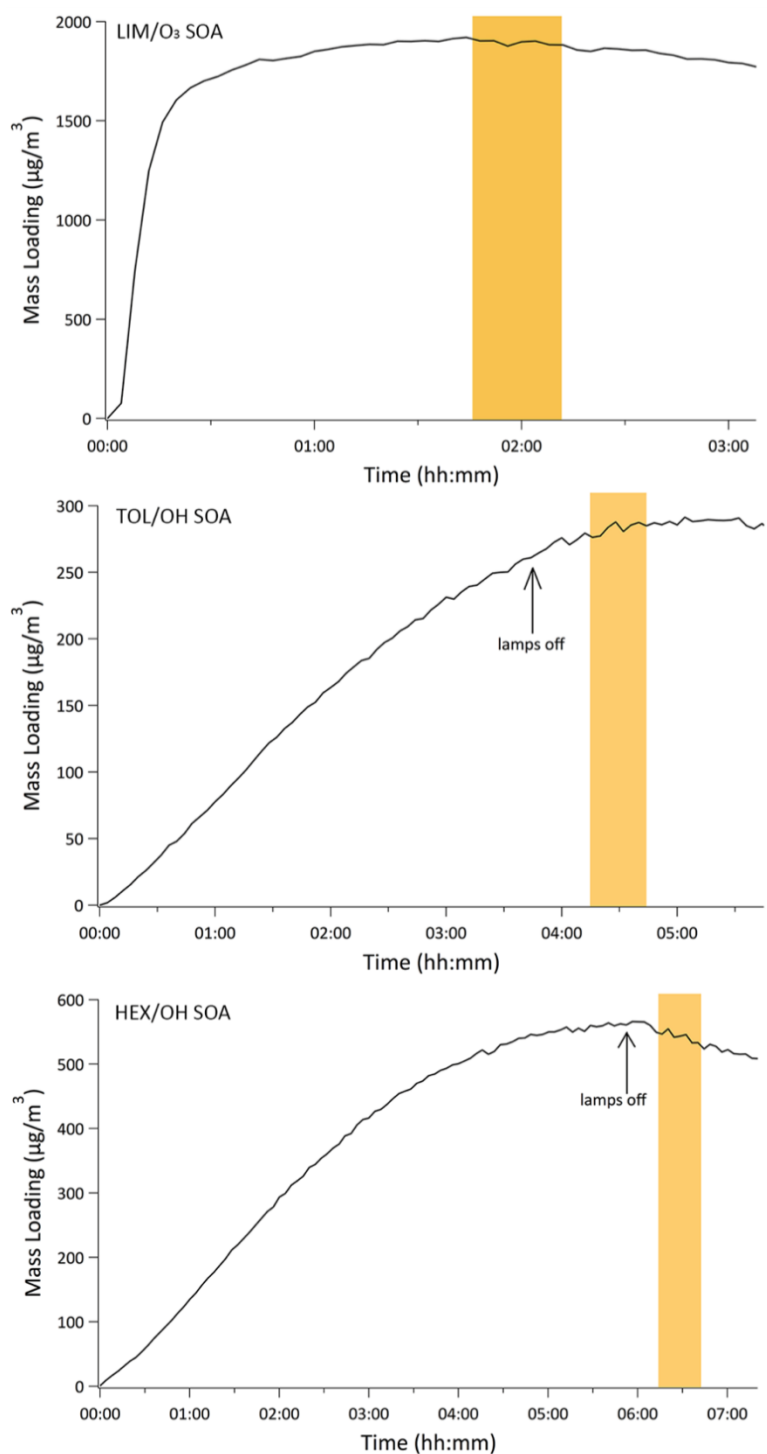 LIM/O₃ SOA
Mass Loading (µg/m³)
2000
1500
1000
500
0
00:00 01:00 02:00 03:00
Time (hh:mm)
TOL/OH SOA
Mass Loading (µg/m³)
300
250
200
150
100
50
0
lamps off
00:00 01:00 02:00 03:00 04:00 05:00
Time (hh:mm)
HEX/OH SOA
Mass Loading (µg/m³)
600
500
400
300
200
100
0
lamps off
00:00 01:00 02:00 03:00 04:00 05:00 06:00 07:00
Time (hh:mm)